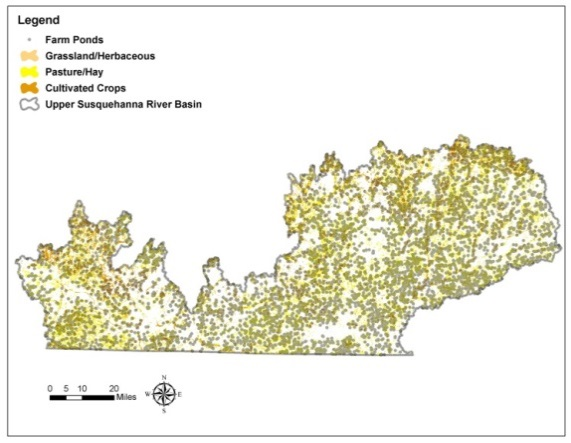 Legend
Farm Ponds
Grassland/Herbaceous
Pasture/Hay
Cultivated Crops
Upper Susquehanna River Basin
0 5 10 20
Miles
N
W E
S